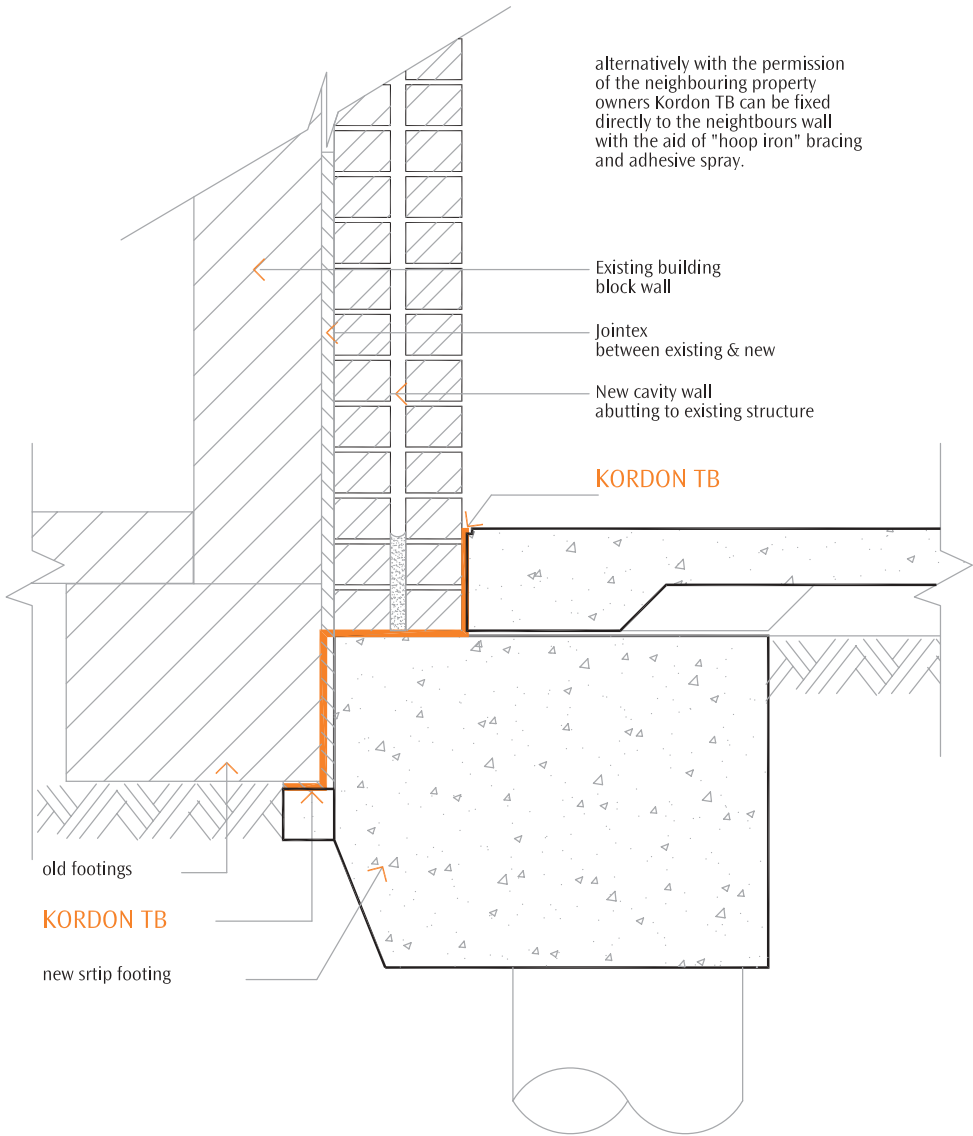 alternatively with the permission
of the neighbouring property
owners Kordon TB can be fixed
directly to the neightbours wall
with the aid of "hoop iron" bracing
and adhesive spray.
Existing building
block wall
Jointex
between existing & new
New cavity wall
abutting to existing structure
KORDON TB
old footings
KORDON TB
new srtip footing